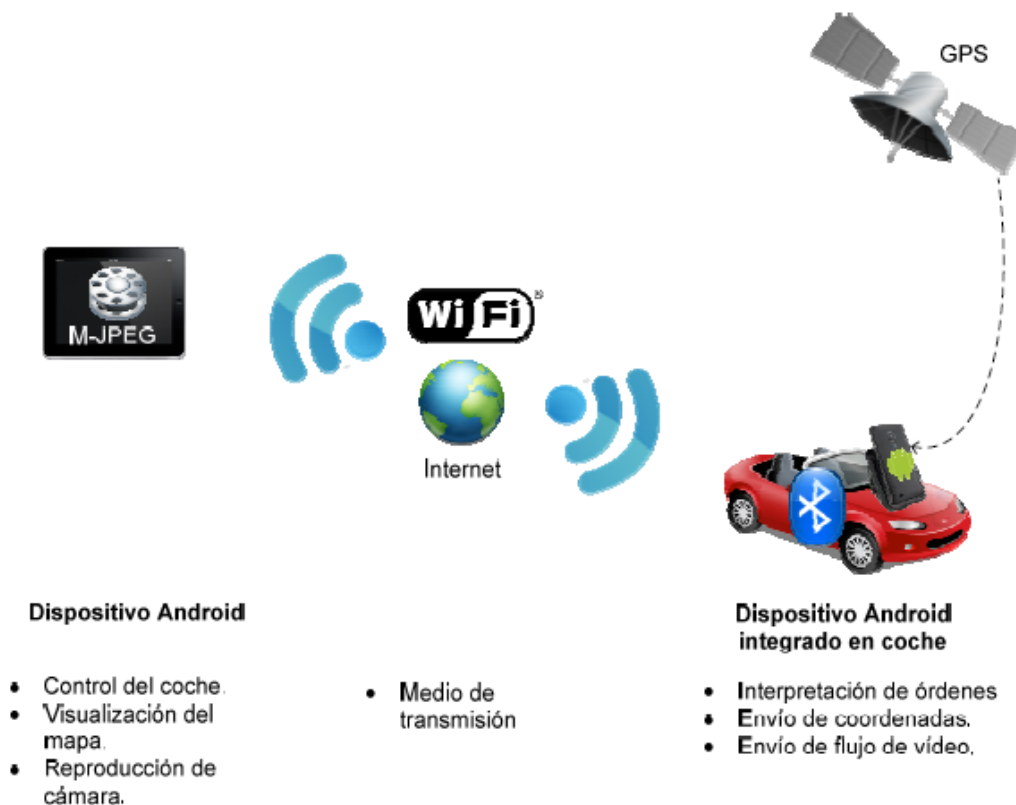 GPS
M-JPEG
Wi Fi®
Internet
Dispositivo Android
• Control del coche.
• Visualización del
mapa.
• Reproducción de
cámara.
• Medio de
transmisión
Dispositivo Android
integrado en coche
• Interpretación de órdenes
• Envío de coordenadas.
• Envío de flujo de vídeo.